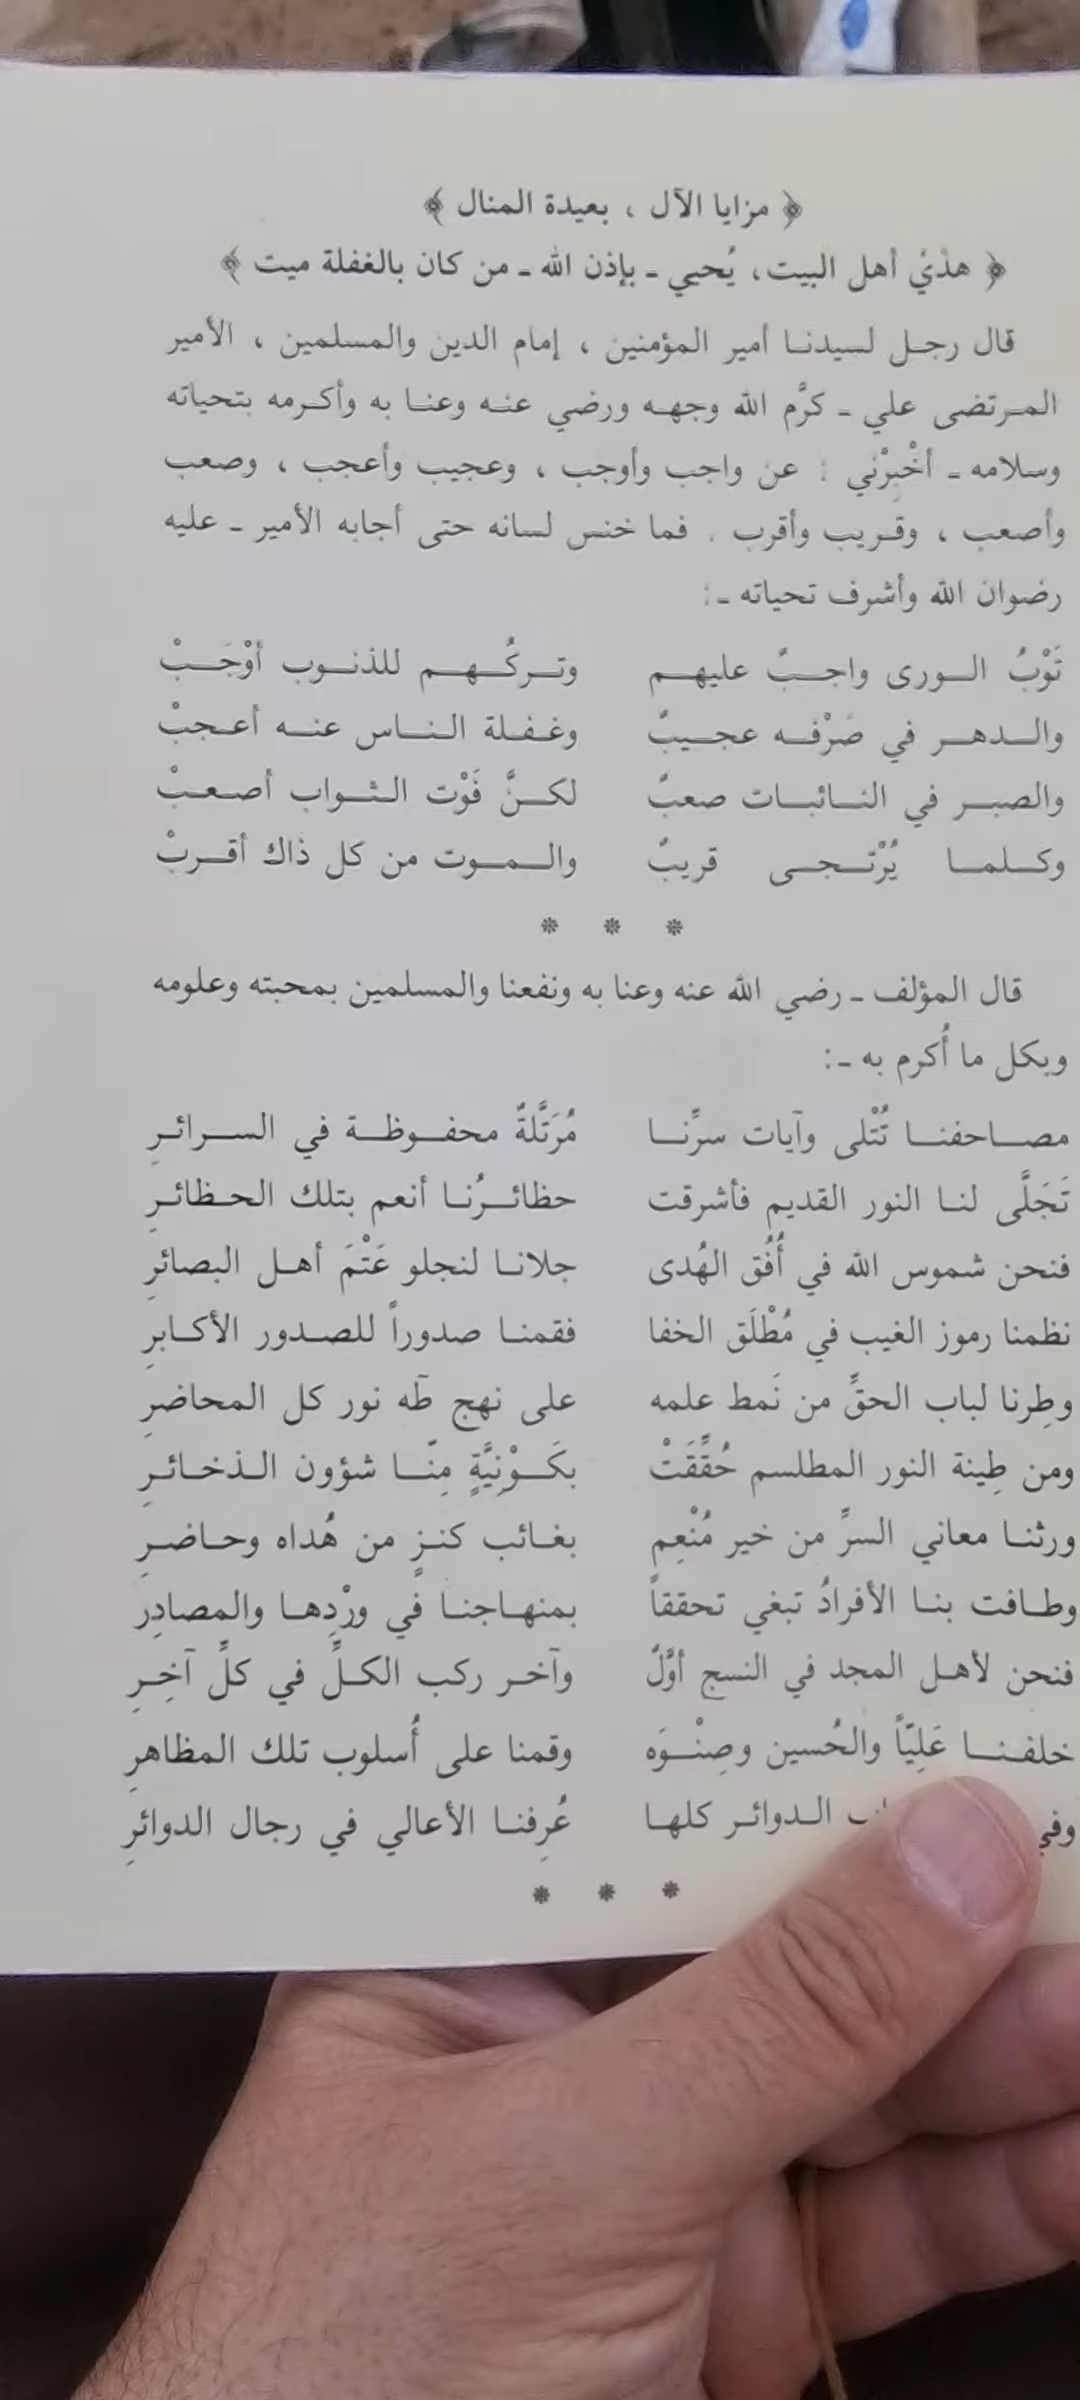 ﴿ مزايا الآل ، بعيدة المنال ﴾
﴿ هدْيُ أهل البيت، يُحيي ـ بإذن الله ـ من كان بالغفلة ميت ﴾
قال رجل لسيدنا أمير المؤمنين ، إمام الدين والمسلمين ، الأمير
المرتضى علي ـ كرَّم الله وجهه ورضي عنه وعنا به وأكرمه بتحياته
وسلامه ـ أخْبِرْني : عن واجب وأوجب ، وعجيب وأعجب ، وصعب
وأصعب ، وقريب وأقرب . فما خنس لسانه حتى أجابه الأمير ـ عليه
رضوان الله وأشرف تحياته ـ:
تَوْبُ الورى واجبٌ عليهم وتركُهم للذنوب أوْجَبْ
والدهر في صَرْفه عجيبٌ وغفلة الناس عنه أعجبْ
والصبر في النائبات صعبٌ لكنَّ فَوْت الثواب أصعبْ
وكلما يُرْتجى قريبٌ والموت من كل ذاك أقربْ
* * *
قال المؤلف ـ رضي الله عنه وعنا به ونفعنا والمسلمين بمحبته وعلومه
وبكل ما أُكرم به ـ:
مصاحفنا تُتْلى وآيات سرِّنا مُرَتَّلةٌ محفوظة في السرائرِ
تَجَلَّى لنا النور القديم فأشرقت حظائرُنا أنعم بتلك الحظائرِ
فنحن شموس الله في أُفُق الهُدى جلانا لنجلو عَتْمَ أهل البصائرِ
نظمنا رموز الغيب في مُطْلَق الخفا فقمنا صدوراً للصدور الأكابرِ
وطِرنا لباب الحقِّ من نَمط علمه على نهج طه نور كل المحاضرِ
ومن طِينة النور المطلسم حُقِّقَتْ بكَوْنِيَّةٍ مِنّا شؤون الذخائرِ
ورثنا معاني السرِّ من خير مُنْعِم بغائب كنزٍ من هُداه وحاضرِ
وطافت بنا الأفرادُ تبغي تحققاً بمنهاجنا في ورْدِها والمصادِرِ
فنحن لأهل المجد في النسج أوَّلٌ وآخر ركب الكلِّ في كلِّ آخِرِ
خلفنا عَلِيّاً والحُسين وصِنْوَه وقمنا على أُسلوب تلك المظاهرِ
وفي الدوائر كلها عُرِفنا الأعالي في رجال الدوائرِ
* * *